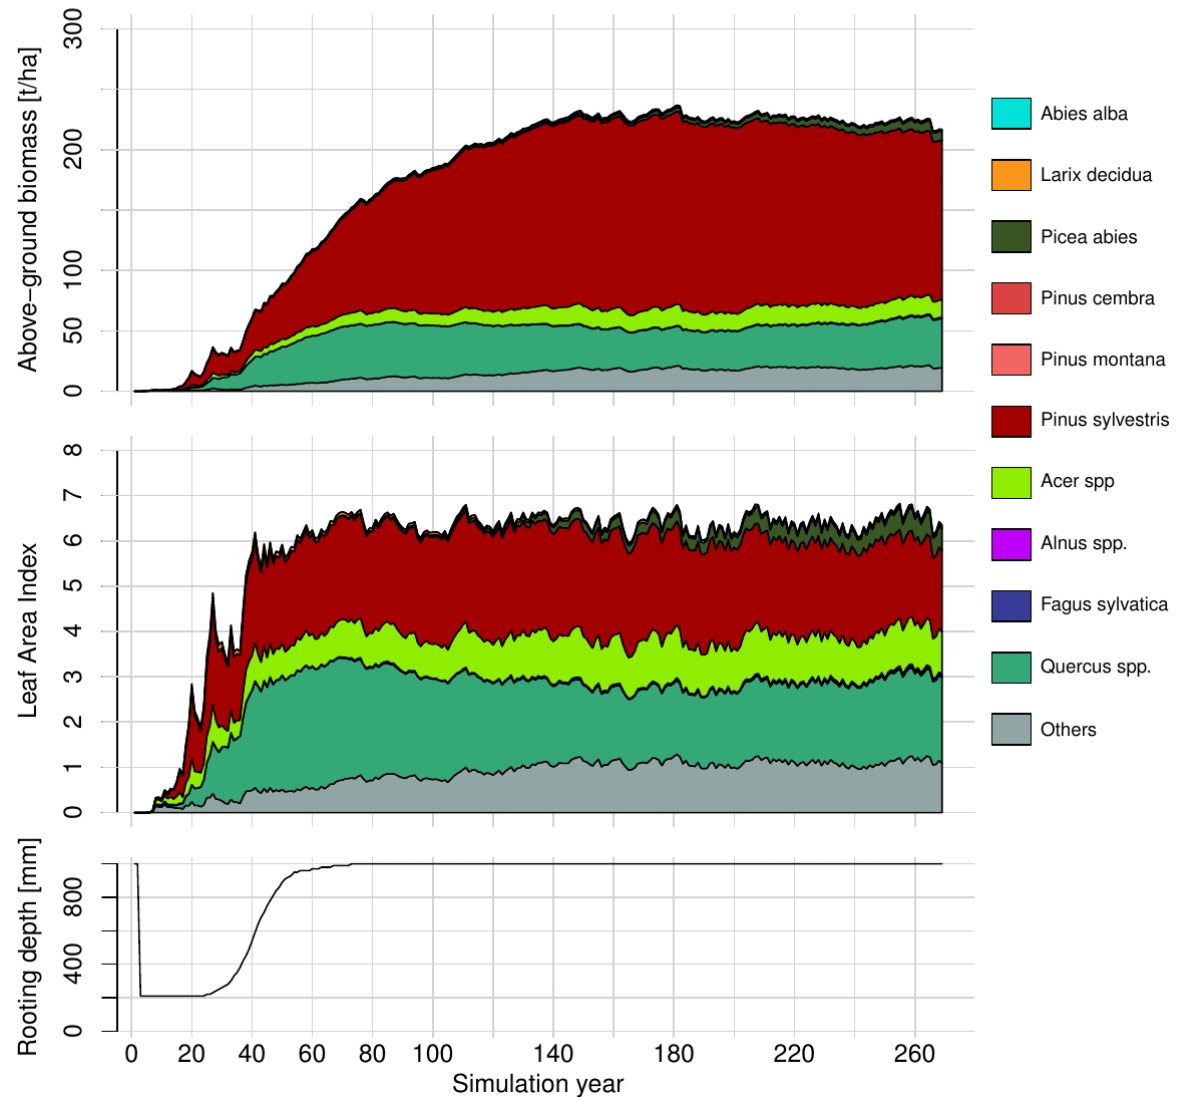 Above-ground biomass [t/ha]
300
200
100
50
0
Leaf Area Index
8
7
6
5
4
3
2
1
0
Rooting depth [mm]
800
400
0
0 20 40 60 80 100 140 180 220 260
Simulation year
Abies alba
Larix decidua
Picea abies
Pinus cembra
Pinus montana
Pinus sylvestris
Acer spp
Alnus spp.
Fagus sylvatica
Quercus spp.
Others